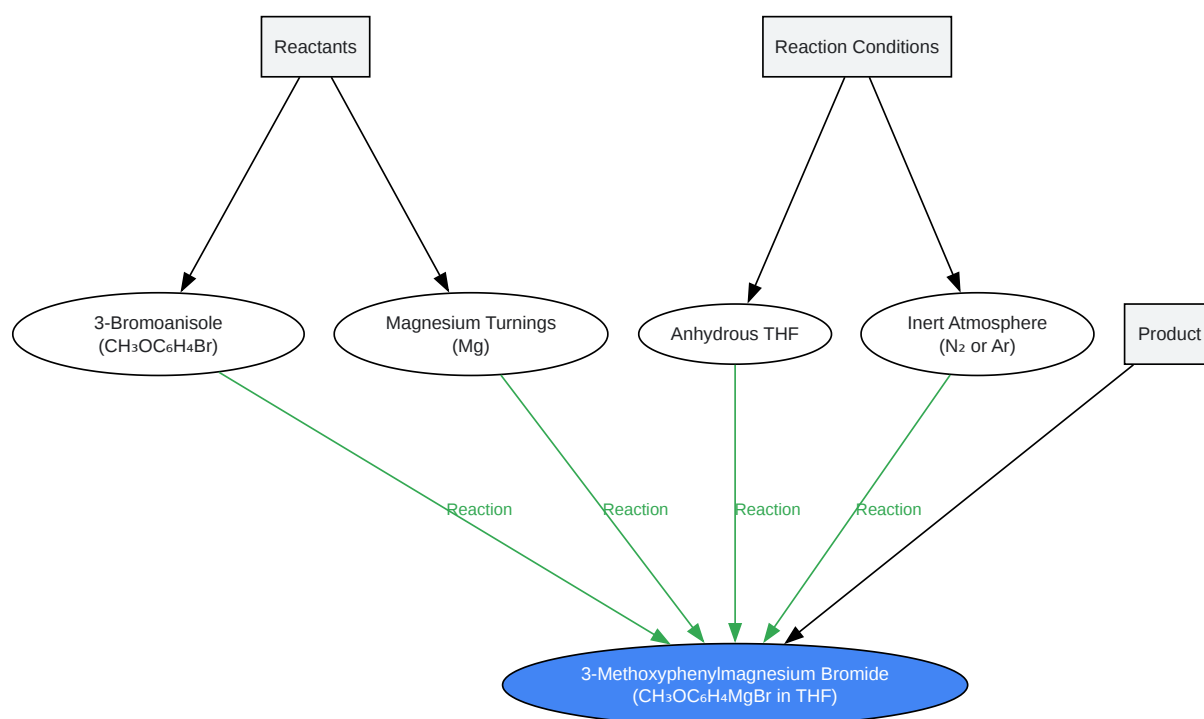 Reactants
Reaction Conditions
3-Bromoanisole
(CH₃OC₆H₄Br)
Magnesium Turnings
(Mg)
Anhydrous THF
Inert Atmosphere
(N₂ or Ar)
Product
Reaction
Reaction
Reaction
Reaction
3-Methoxyphenylmagnesium Bromide
(CH₃OC₆H₄MgBr in THF)